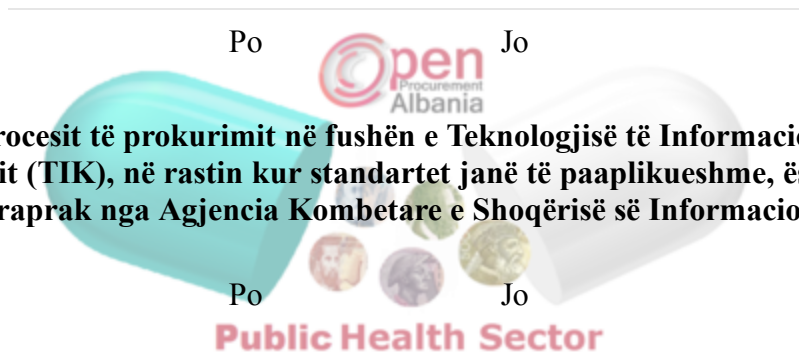 Po Jo
Open
Procurement
Albania
rocesit të prokurimit në fushën e Teknologjisë të Informacio
it (TIK), në rastin kur standartet janë të paaplikueshme, ës
raprak nga Agjencia Kombetare e Shoqërisë së Informacio
Po Jo
Public Health Sector